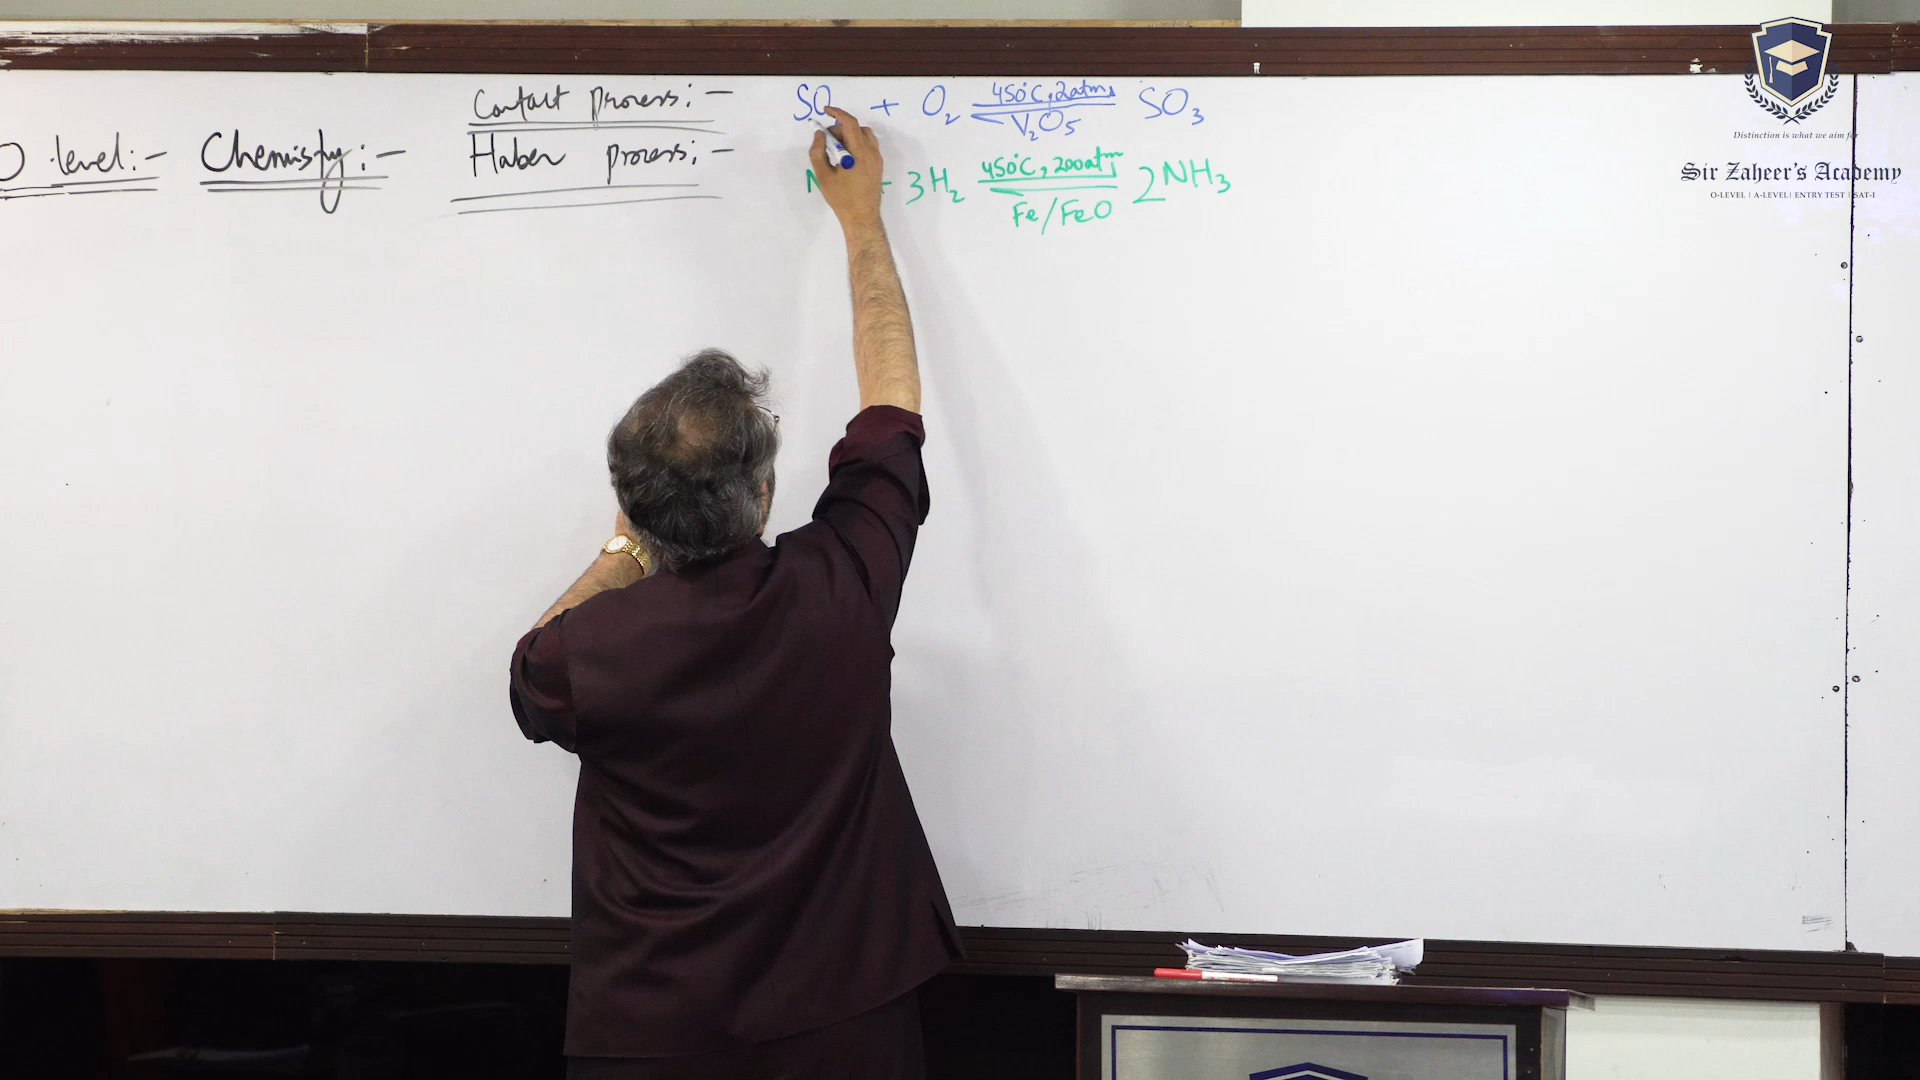 Contact process:- SO + O2 450°C, 2atm V2O5 SO3
O level:- Chemistry:- Haber process:- N 3H2 450°C, 200atm Fe/FeO 2NH3
Distinction is what we aim for
Sir Zaheer's Academy
O-LEVEL | A-LEVEL | ENTRY TEST | SAT-I